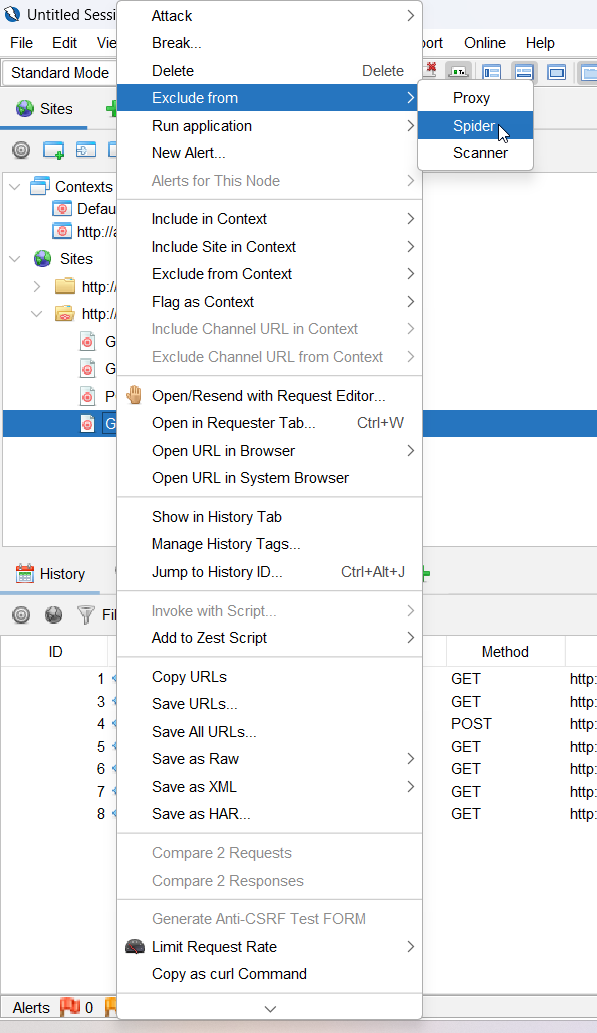 Untitled Sessi
File Edit Vie port Online Help
Standard Mode
Sites
Contexts
Defau
http://a
Sites
http://
http://
G
G
P
G
Attack
Break...
Delete Delete
Exclude from
Run application
New Alert...
Alerts for This Node
Include in Context
Include Site in Context
Exclude from Context
Flag as Context
Include Channel URL in Context
Exclude Channel URL from Context
Open/Resend with Request Editor...
Open in Requester Tab... Ctrl+W
Open URL in Browser
Open URL in System Browser
Show in History Tab
Manage History Tags...
Jump to History ID... Ctrl+Alt+J
Invoke with Script...
Add to Zest Script
Copy URLs
Save URLs...
Save All URLs...
Save as Raw
Save as XML
Save as HAR...
Compare 2 Requests
Compare 2 Responses
Generate Anti-CSRF Test FORM
Limit Request Rate
Copy as curl Command
Proxy
Spider
Scanner
History
Fil
ID Method
1 GET http:
3 GET http:
4 POST http:
5 GET http:
6 GET http:
7 GET http:
8 GET http:
Alerts 0